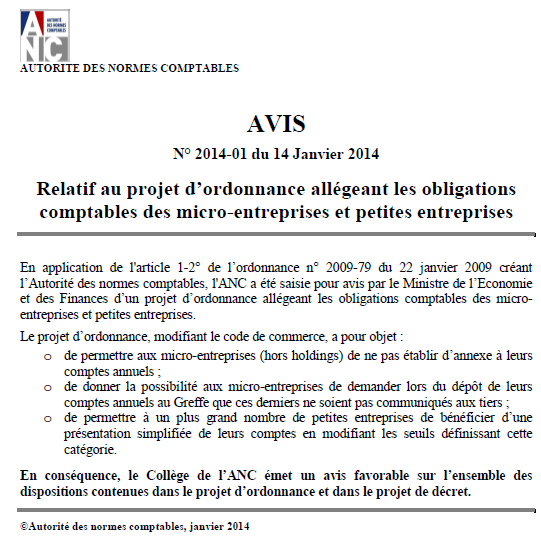 ANC
AUTORITÉ
DES NORMES
COMPTABLES
AUTORITE DES NORMES COMPTABLES
AVIS
N° 2014-01 du 14 Janvier 2014
Relatif au projet d’ordonnance allégeant les obligations
comptables des micro-entreprises et petites entreprises
En application de l'article 1-2° de l’ordonnance n° 2009-79 du 22 janvier 2009 créant
l’Autorité des normes comptables, l'ANC a été saisie pour avis par le Ministre de l’Economie
et des Finances d’un projet d’ordonnance allégeant les obligations comptables des micro-
entreprises et petites entreprises.
Le projet d’ordonnance, modifiant le code de commerce, a pour objet :
o de permettre aux micro-entreprises (hors holdings) de ne pas établir d’annexe à leurs
comptes annuels ;
o de donner la possibilité aux micro-entreprises de demander lors du dépôt de leurs
comptes annuels au Greffe que ces derniers ne soient pas communiqués aux tiers ;
o de permettre à un plus grand nombre de petites entreprises de bénéficier d’une
présentation simplifiée de leurs comptes en modifiant les seuils définissant cette
catégorie.
En conséquence, le Collège de l’ANC émet un avis favorable sur l’ensemble des
dispositions contenues dans le projet d’ordonnance et dans le projet de décret.
©Autorité des normes comptables, janvier 2014